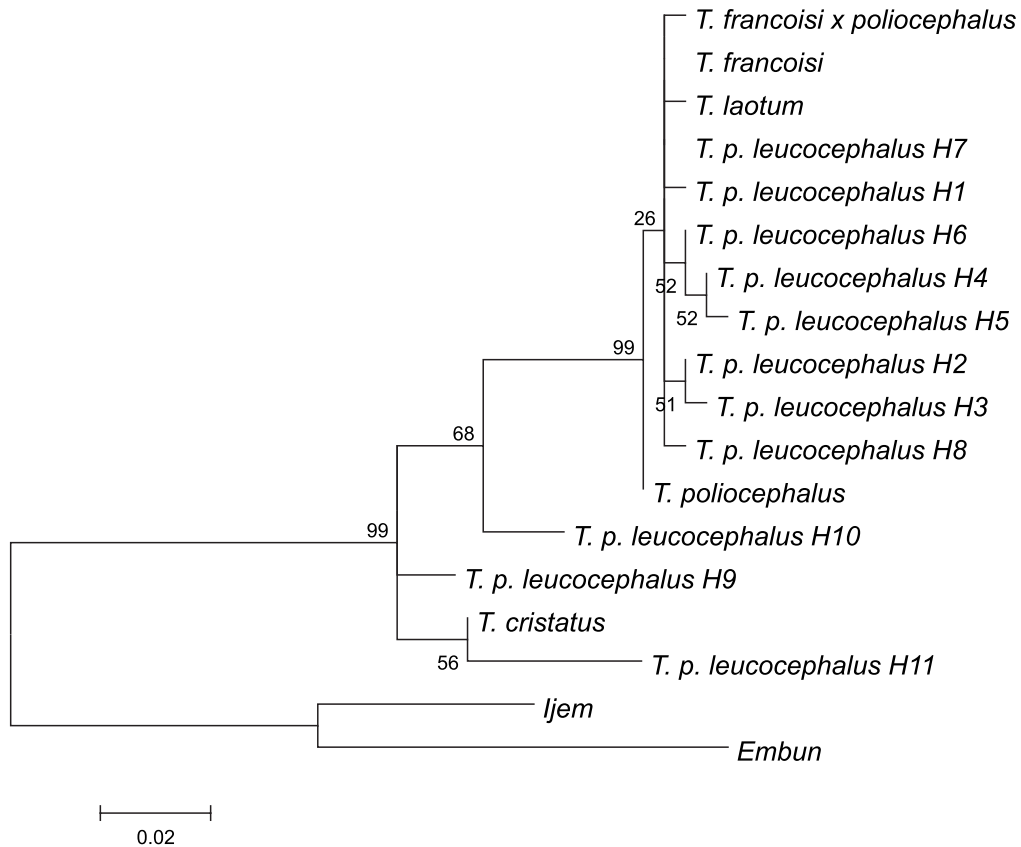 T. francoisi x poliocephalus
T. francoisi
T. laotum
T. p. leucocephalus H7
T. p. leucocephalus H1
26
T. p. leucocephalus H6
T. p. leucocephalus H4
52
T. p. leucocephalus H5
52
99
T. p. leucocephalus H2
T. p. leucocephalus H3
51
68
T. p. leucocephalus H8
T. poliocephalus
99
T. p. leucocephalus H10
T. p. leucocephalus H9
T. cristatus
56
T. p. leucocephalus H11
Ijem
Embun
0.02